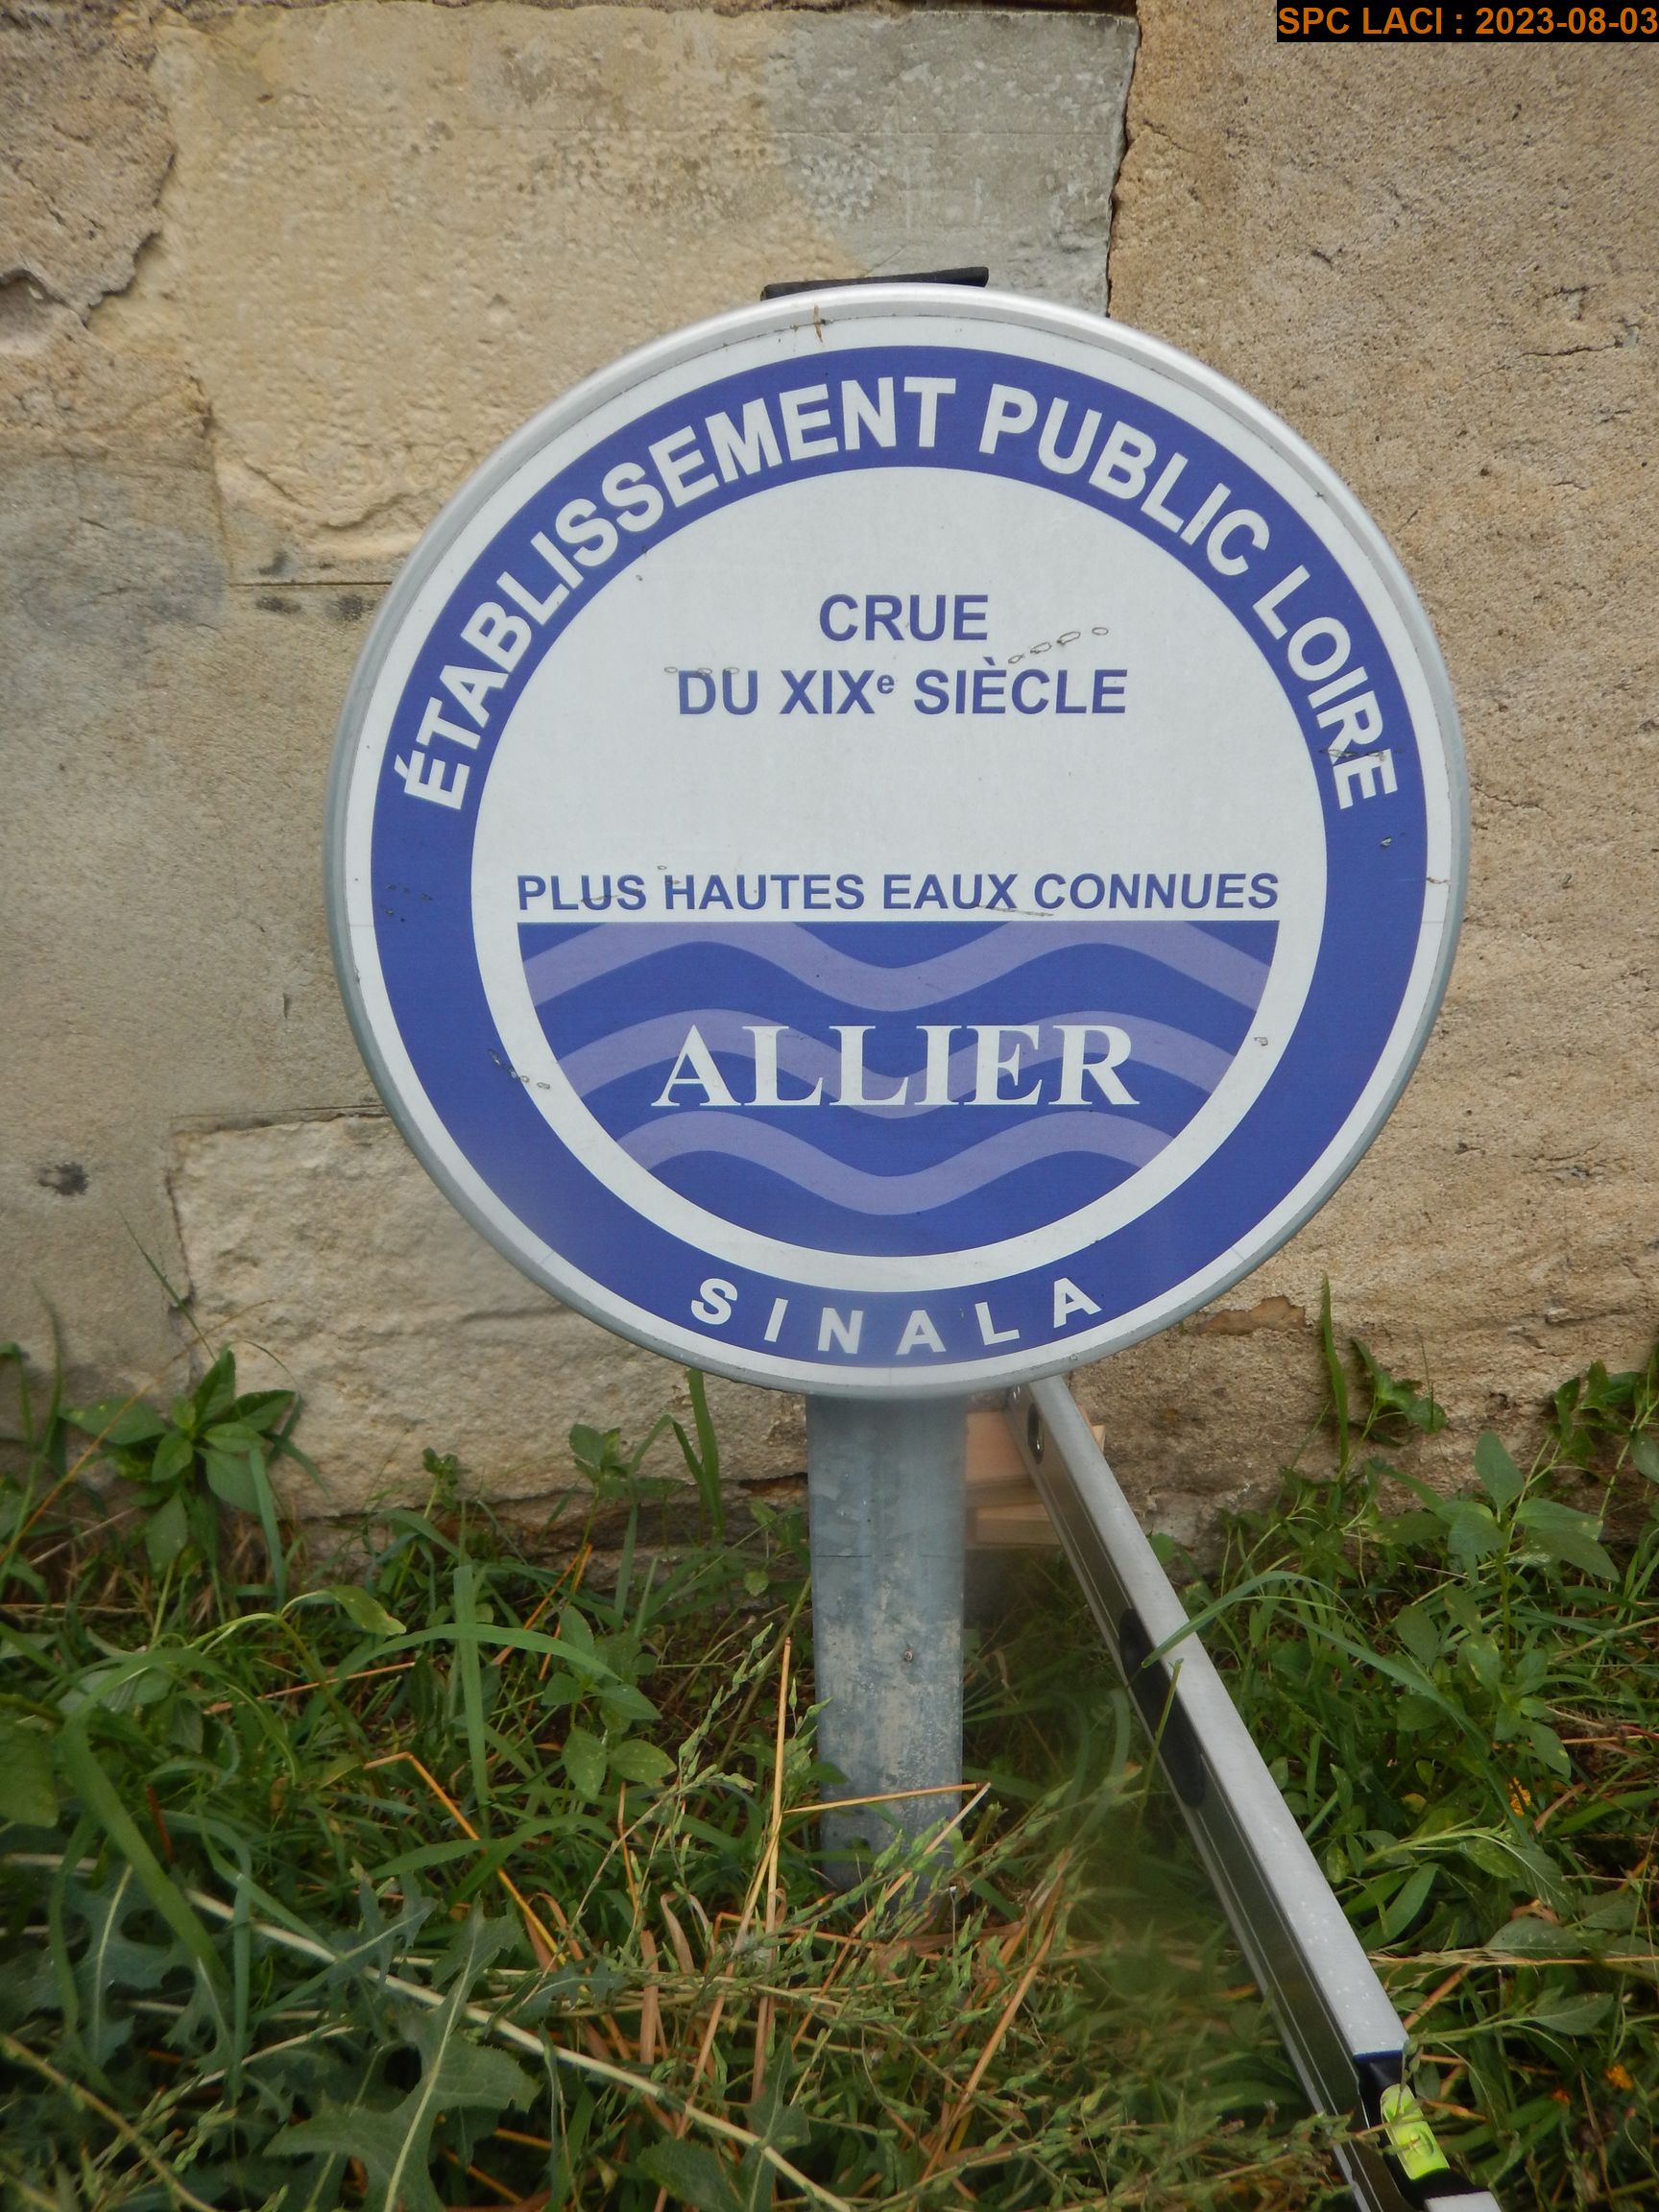 SPC LACI : 2023-08-03
ÉTABLISSEMENT PUBLIC LOIRE
CRUE
DU XIXe SIÈCLE
PLUS HAUTES EAUX CONNUES
ALLIER
SINALA